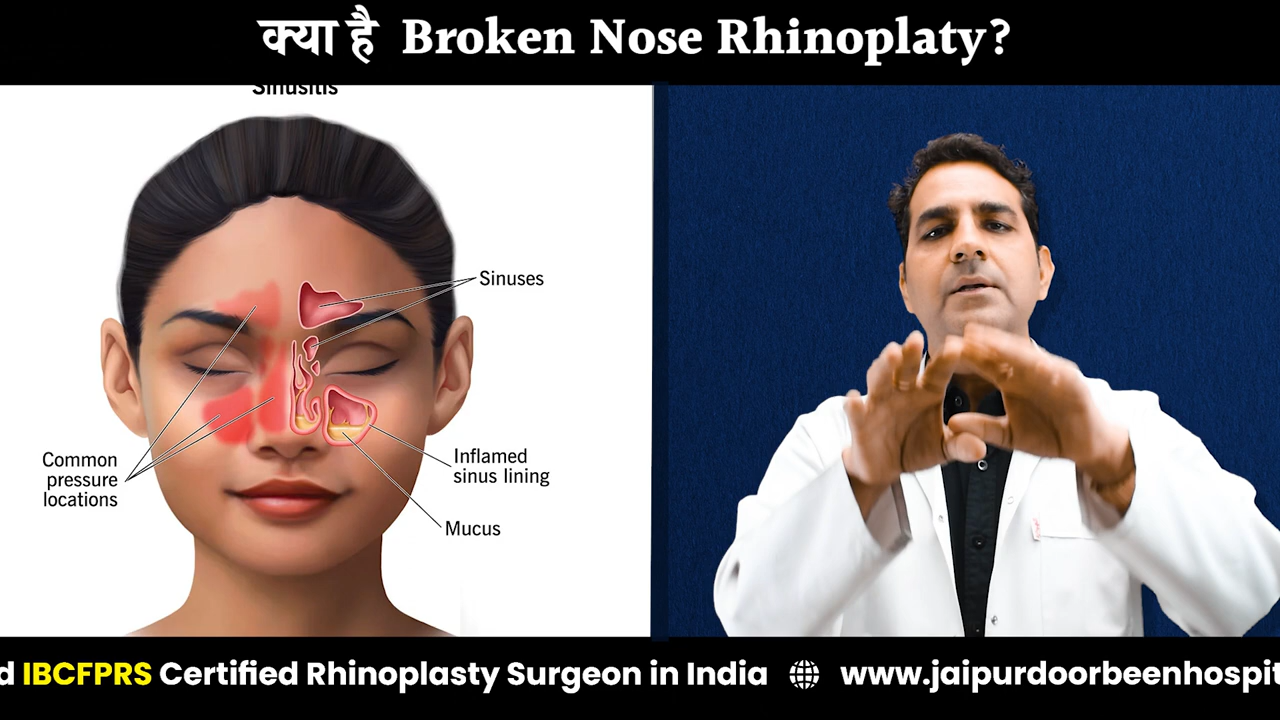 क्या है Broken Nose Rhinoplaty?
Sinusitis
Sinuses
Common
pressure
locations
Inflamed
sinus lining
Mucus
d IBCFPRS Certified Rhinoplasty Surgeon in India www.jaipurdoorbeenhospit